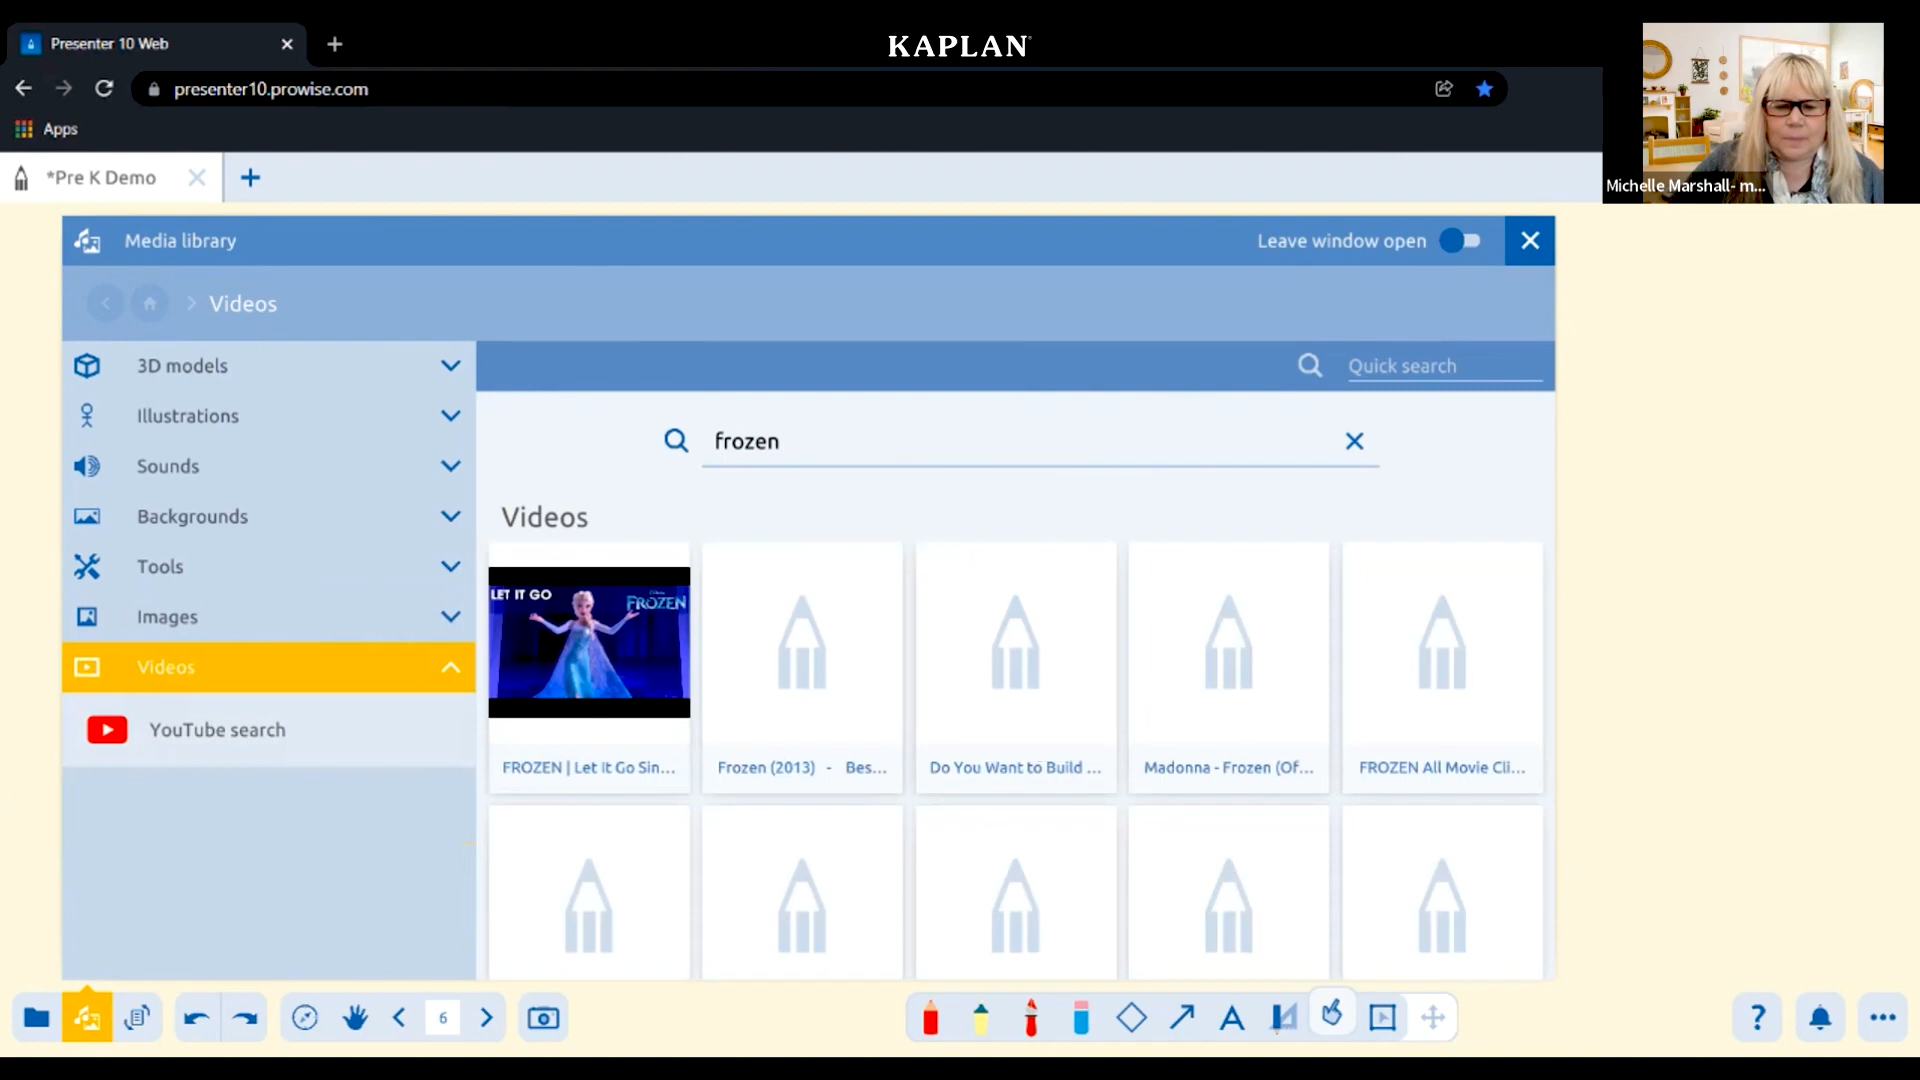 Presenter 10 Web
KAPLAN
presenter10.prowise.com
Apps
*Pre K Demo
Michelle Marshall- m...
Media library
Leave window open
Videos
3D models
Illustrations
Sounds
Backgrounds
Tools
Images
Videos
YouTube search
Quick search
frozen
Videos
LET IT GO
Disney
FROZEN
FROZEN | Let It Go Sin...
Frozen (2013) - Bes...
Do You Want to Build ...
Madonna - Frozen (Of...
FROZEN All Movie Cli...
6